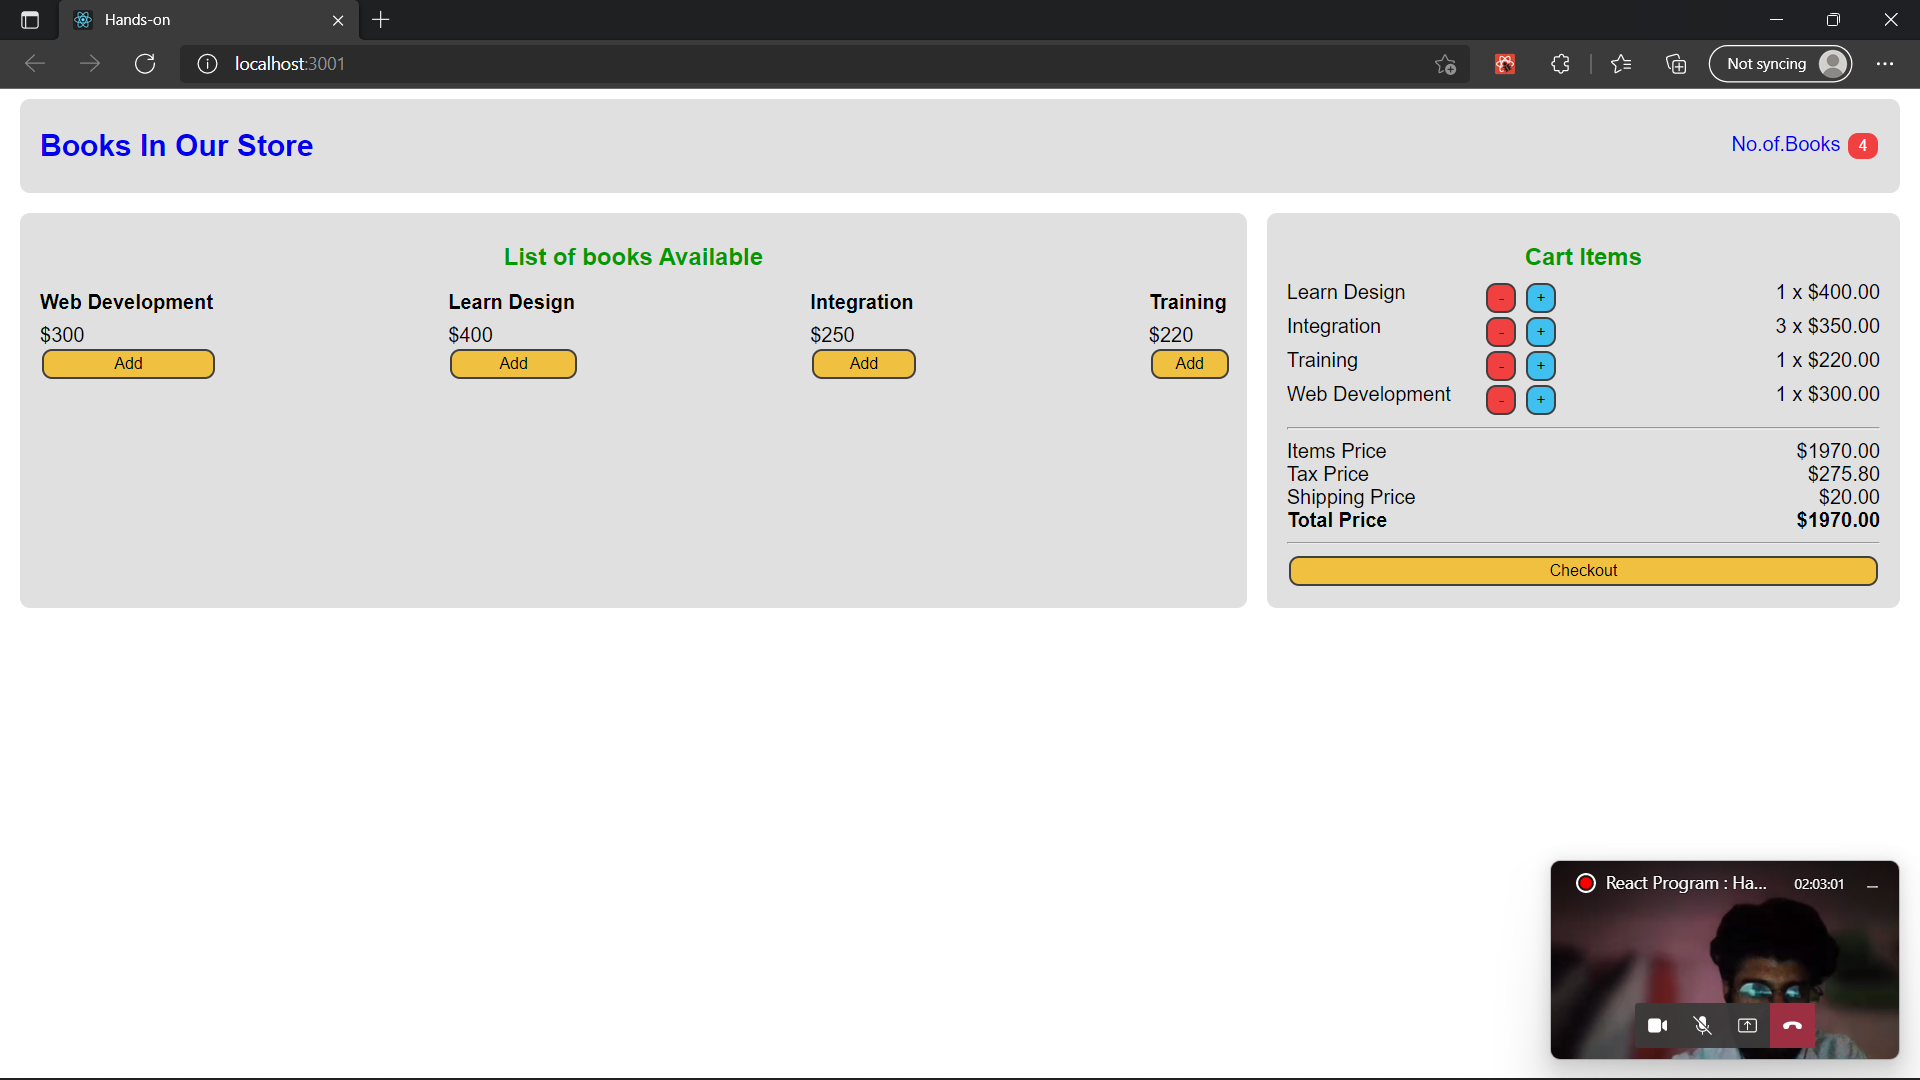 Hands-on
localhost:3001
Not syncing
Books In Our Store
No.of.Books 4
List of books Available
Web Development Learn Design Integration Training
$300 $400 $250 $220
Add Add Add Add
Cart Items
Learn Design - + 1 x $400.00
Integration - + 3 x $350.00
Training - + 1 x $220.00
Web Development - + 1 x $300.00
Items Price $1970.00
Tax Price $275.80
Shipping Price $20.00
Total Price $1970.00
Checkout
React Program : Ha... 02:03:01